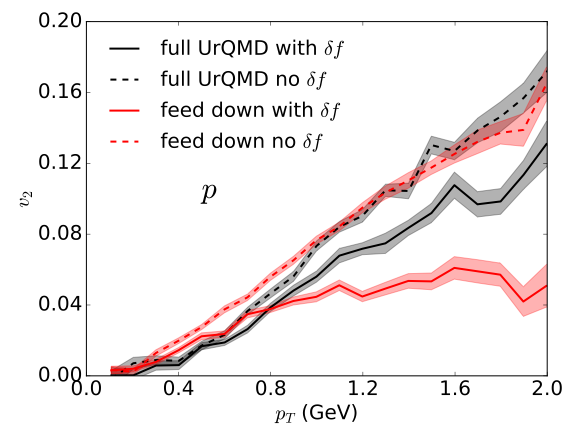 0.20
0.16
0.12
0.08
0.04
0.00
v₂
full UrQMD with δf
full UrQMD no δf
feed down with δf
feed down no δf
p
0.0 0.4 0.8 1.2 1.6 2.0
p_T (GeV)